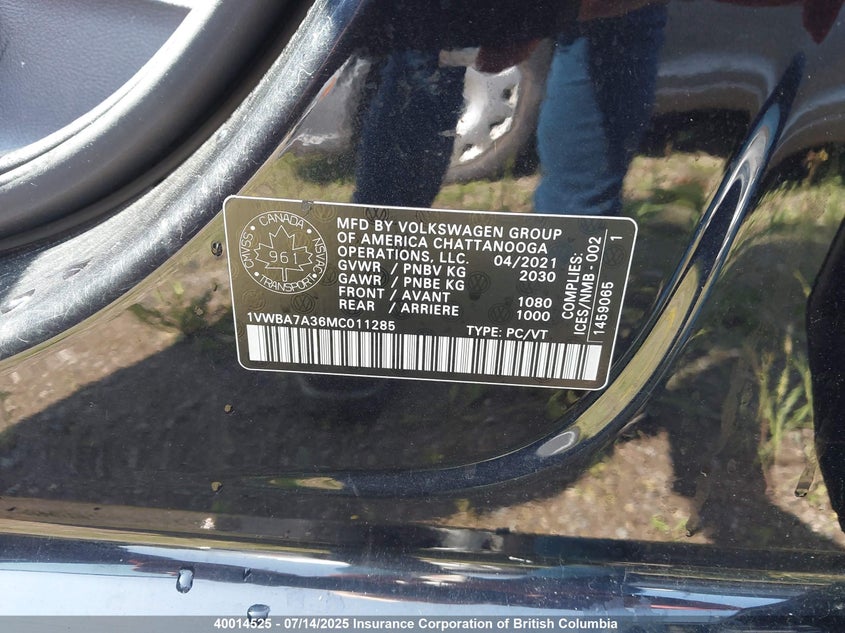 CANADA
CMVSS
NSVAC
961
TRANSPORT
MFD BY VOLKSWAGEN GROUP
OF AMERICA CHATTANOOGA
OPERATIONS, LLC. 04/2021
GVWR / PNBV KG 2030
GAWR / PNBE KG
FRONT / AVANT 1080
REAR / ARRIERE 1000
1VWBA7A36MC011285 TYPE: PC/VT
COMPLIES: 1
ICES/NMB - 002
1459065
40014525 - 07/14/2025 Insurance Corporation of British Columbia